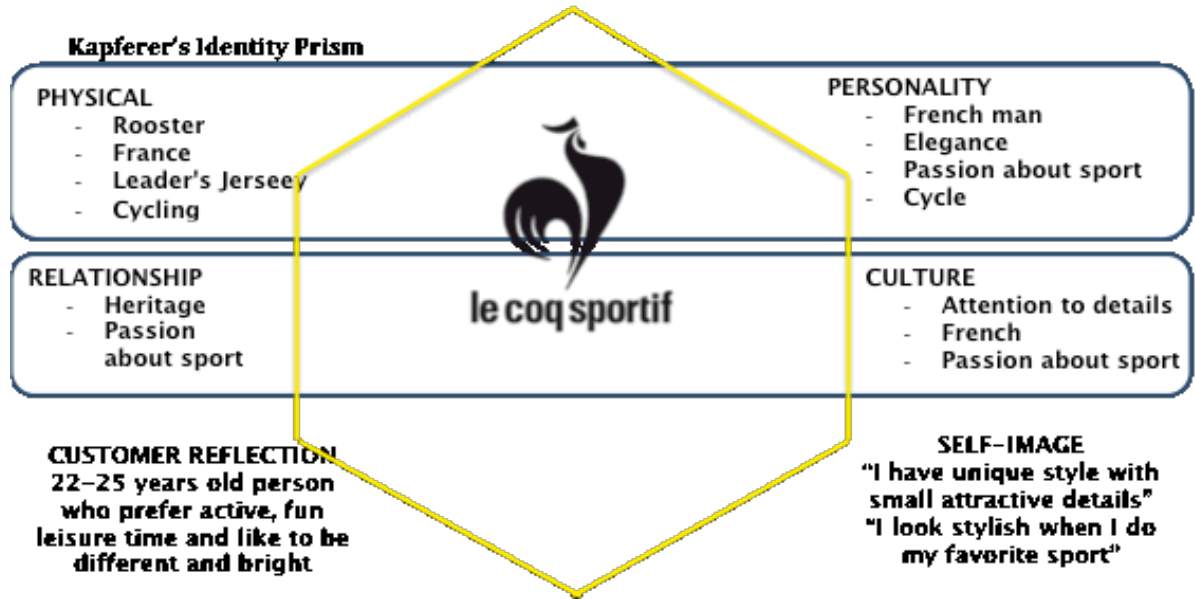 Kapferer's Identity Prism
PHYSICAL
- Rooster
- France
- Leader's Jerseey
- Cycling
PERSONALITY
- French man
- Elegance
- Passion about sport
- Cycle
le coq sportif
RELATIONSHIP
- Heritage
- Passion
about sport
CULTURE
- Attention to details
- French
- Passion about sport
CUSTOMER REFLECTION
22-25 years old person
who prefer active, fun
leisure time and like to be
different and bright
SELF-IMAGE
“I have unique style with
small attractive details”
“I look stylish when I do
my favorite sport”